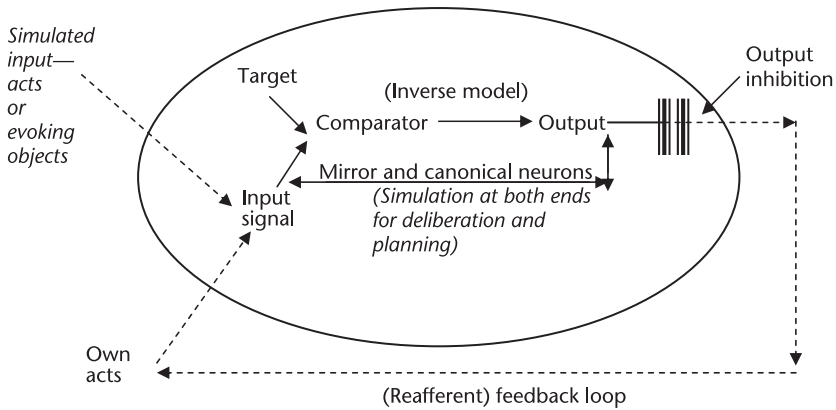 Simulated
input—
acts
or
evoking
objects
Target
(Inverse model)
Comparator
Output
Output
inhibition
Mirror and canonical neurons
(Simulation at both ends
for deliberation and
planning)
Input
signal
Own
acts
(Reafferent) feedback loop